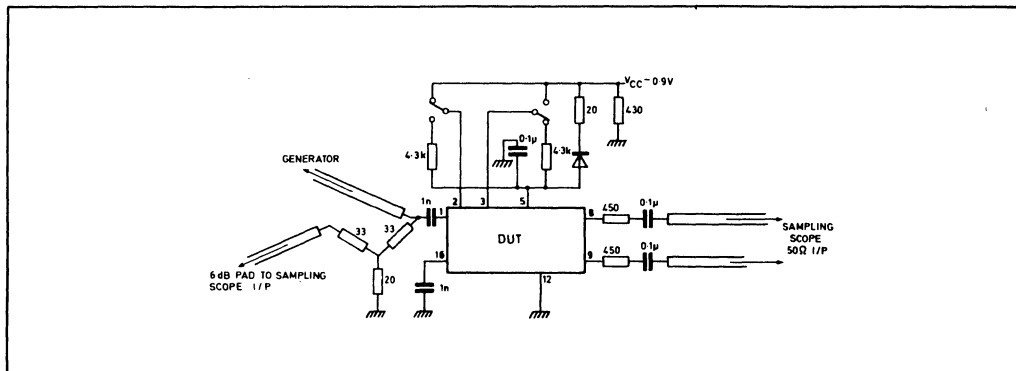 VCC -0·9V
20
430
0·1μ
4·3k
4·3k
GENERATOR
1n
1
2
3
5
8
450
0·1μ
33
33
DUT
SAMPLING
SCOPE
50Ω I/P
16
9
450
0·1μ
6dB PAD TO SAMPLING
SCOPE I/P
20
1n
12